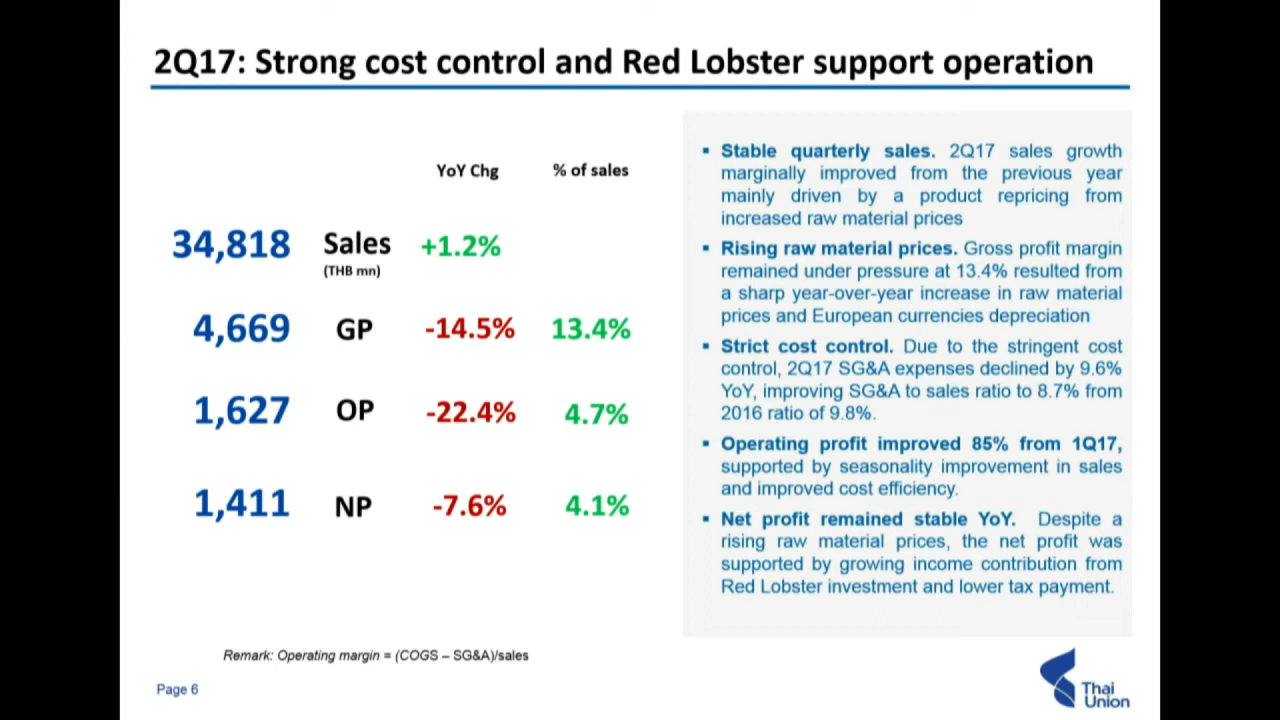 2Q17: Strong cost control and Red Lobster support operation
YoY Chg % of sales
34,818 Sales +1.2%
(THB mn)
4,669 GP -14.5% 13.4%
1,627 OP -22.4% 4.7%
1,411 NP -7.6% 4.1%
▪ Stable quarterly sales. 2Q17 sales growth
marginally improved from the previous year
mainly driven by a product repricing from
increased raw material prices
▪ Rising raw material prices. Gross profit margin
remained under pressure at 13.4% resulted from
a sharp year-over-year increase in raw material
prices and European currencies depreciation
▪ Strict cost control. Due to the stringent cost
control, 2Q17 SG&A expenses declined by 9.6%
YoY, improving SG&A to sales ratio to 8.7% from
2016 ratio of 9.8%.
▪ Operating profit improved 85% from 1Q17,
supported by seasonality improvement in sales
and improved cost efficiency.
▪ Net profit remained stable YoY. Despite a
rising raw material prices, the net profit was
supported by growing income contribution from
Red Lobster investment and lower tax payment.
Remark: Operating margin = (COGS – SG&A)/sales
Page 6
Thai
Union